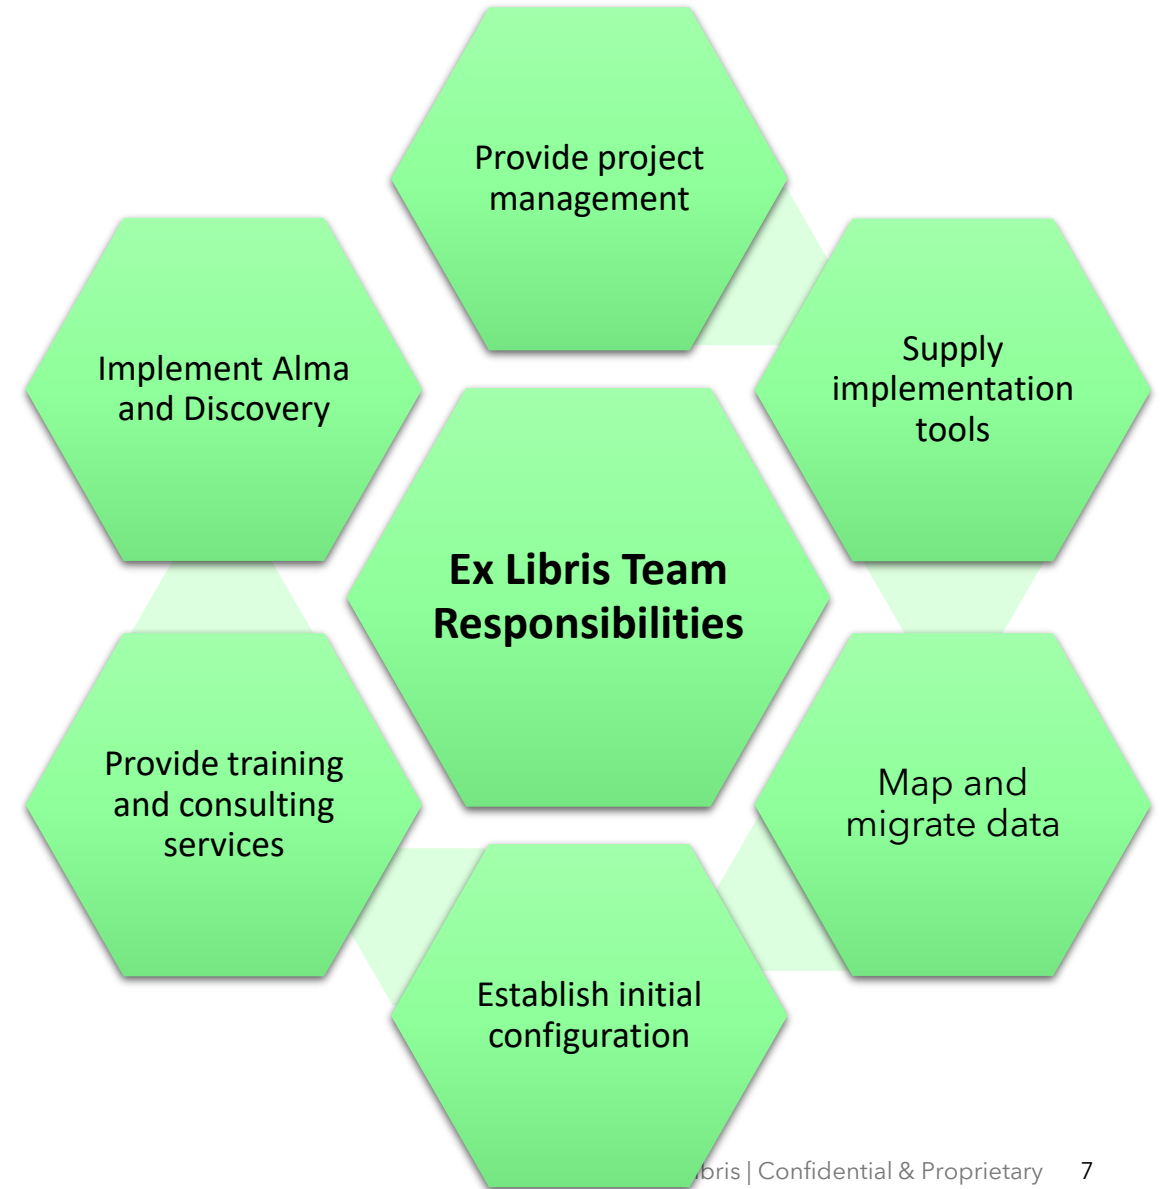 Provide project
management
Supply
implementation
tools
Implement Alma
and Discovery
Ex Libris Team
Responsibilities
Map and
migrate data
Provide training
and consulting
services
Establish initial
configuration
| Confidential & Proprietary 7